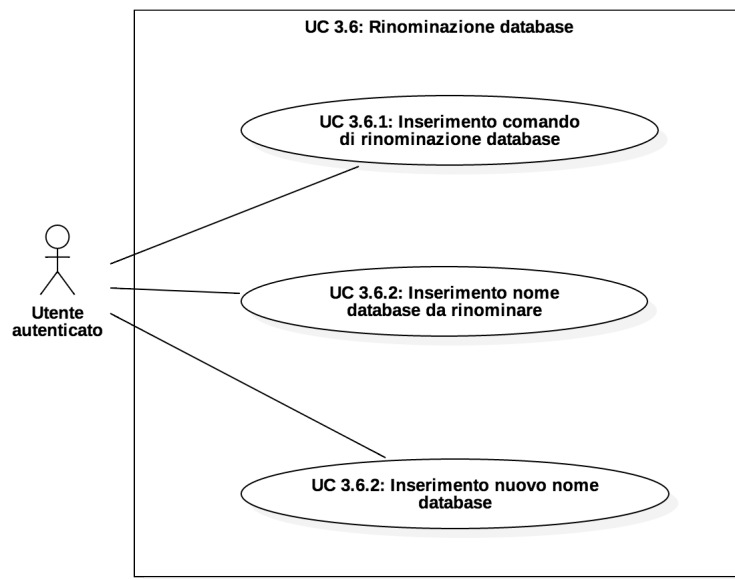 UC 3.6: Rinominazione database
UC 3.6.1: Inserimento comando
di rinominazione database
UC 3.6.2: Inserimento nome
database da rinominare
Utente
autenticato
UC 3.6.2: Inserimento nuovo nome
database